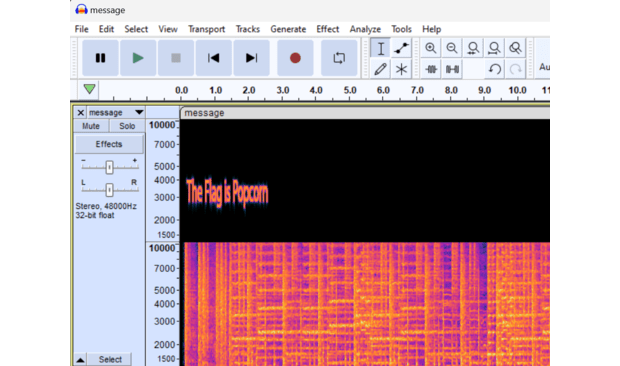 message
File Edit Select View Transport Tracks Generate Effect Analyze Tools Help
Au
0.0 1.0 2.0 3.0 4.0 5.0 6.0 7.0 8.0 9.0 10.0 11
message
message
Mute Solo
Effects
- +
L R
Stereo, 48000Hz
32-bit float
Select
10000
7000
5000
4000
3000
2000
1500
The Flag is Popcorn
10000
7000
5000
4000
3000
2000
1500